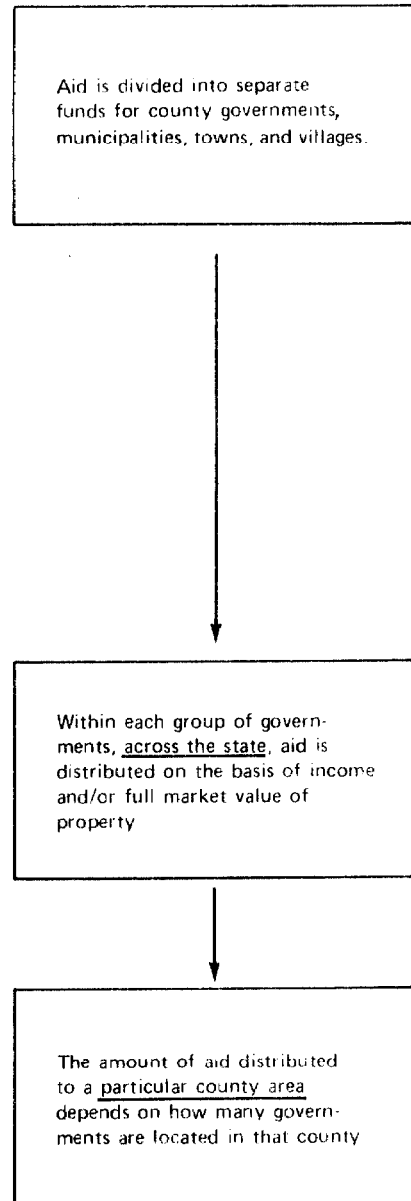 Aid is divided into separate
funds for county governments,
municipalities, towns, and villages.
Within each group of govern-
ments, across the state, aid is
distributed on the basis of income
and/or full market value of
property
The amount of aid distributed
to a particular county area
depends on how many govern-
ments are located in that county